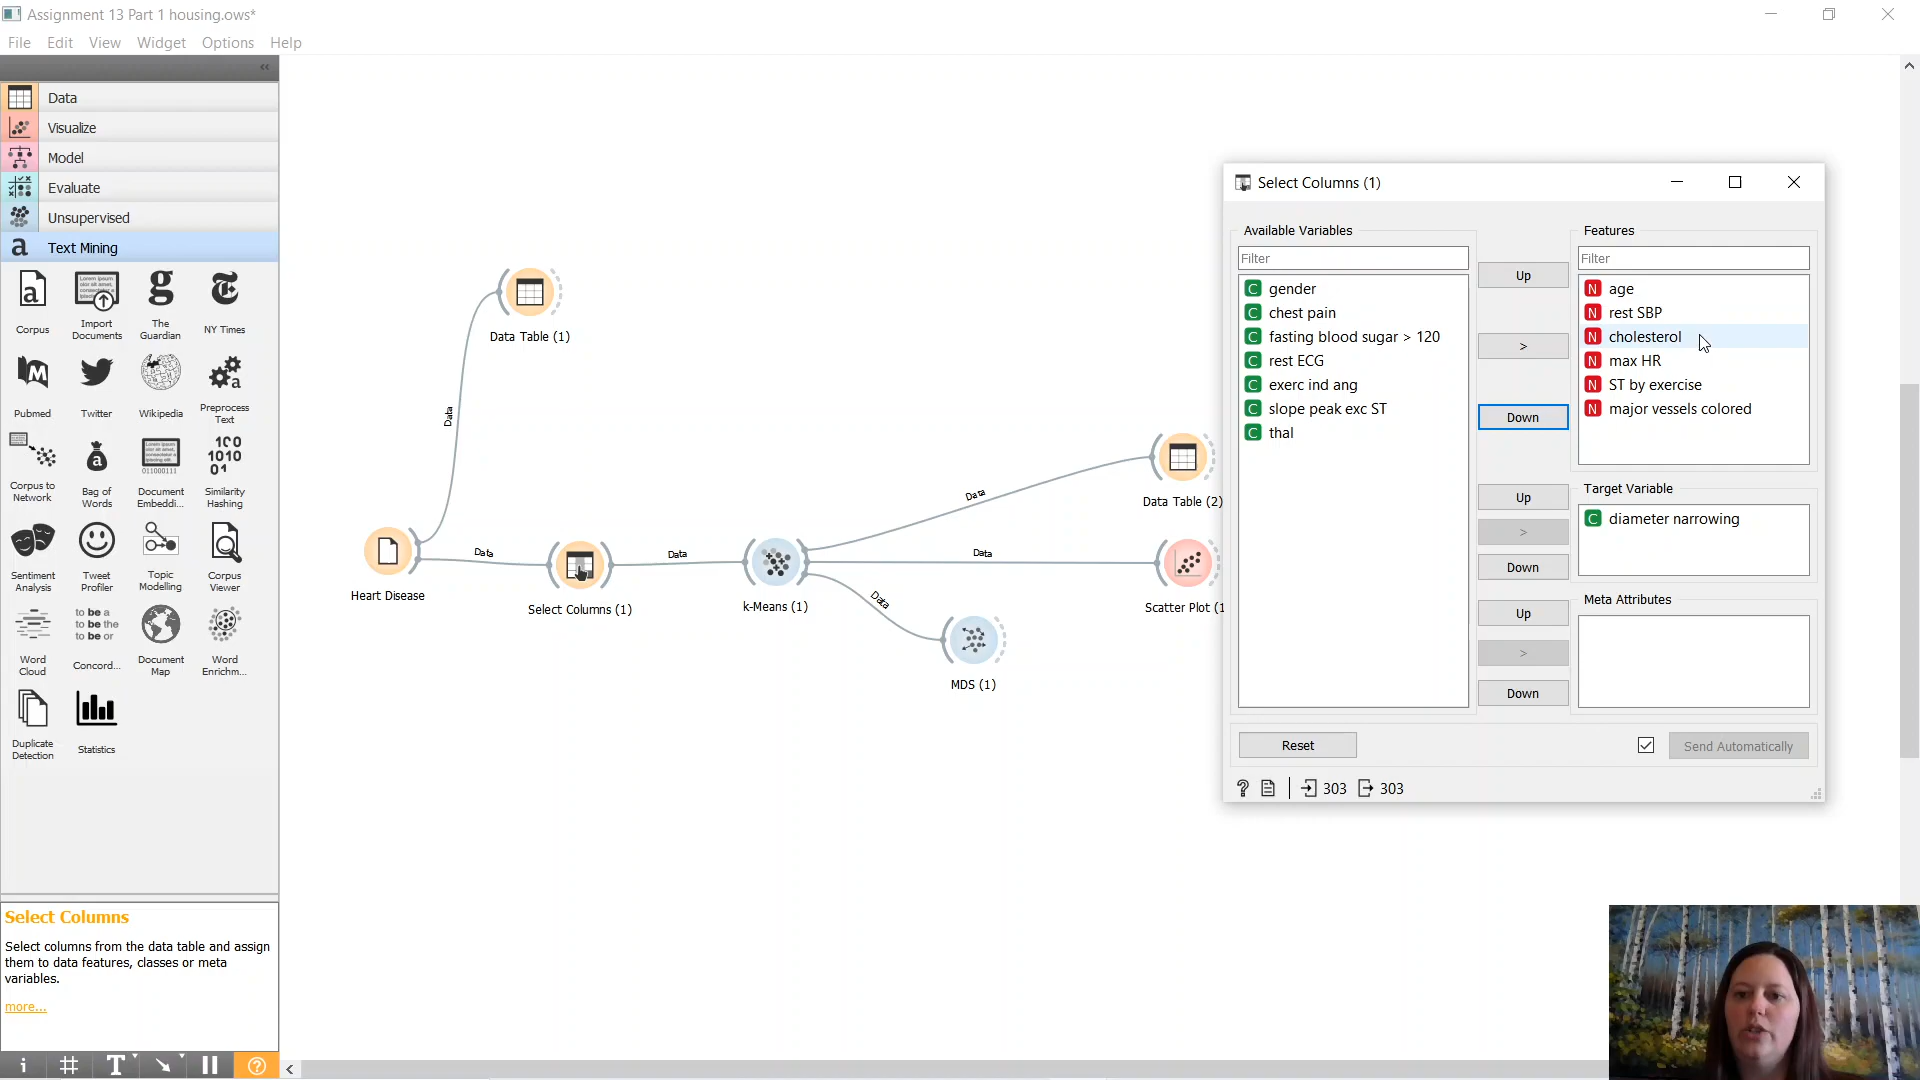 Assignment 13 Part 1 housing.ows*
File Edit View Widget Options Help
Data
Visualize
Model
Evaluate
Unsupervised
a Text Mining
Corpus
Import
Documents
The
Guardian
NY Times
Pubmed
Twitter
Wikipedia
Preprocess
Text
Corpus to
Network
Bag of
Words
Document
Embeddi...
Similarity
Hashing
Sentiment
Analysis
Tweet
Profiler
Topic
Modelling
Corpus
Viewer
Word
Cloud
Concord...
Document
Map
Word
Enrichm...
Duplicate
Detection
Statistics
Select Columns
Select columns from the data table and assign
them to data features, classes or meta
variables.
more...
Data Table (1)
Data
Heart Disease
Data
Select Columns (1)
Data
k-Means (1)
Data
Data Table (2)
Data
Scatter Plot (1
Data
MDS (1)
Select Columns (1)
Available Variables
Filter
C gender
C chest pain
C fasting blood sugar > 120
C rest ECG
C exerc ind ang
C slope peak exc ST
C thal
Up
>
Down
Up
>
Down
Up
>
Down
Features
Filter
N age
N rest SBP
N cholesterol
N max HR
N ST by exercise
N major vessels colored
Target Variable
C diameter narrowing
Meta Attributes
Reset
Send Automatically
? 303 303